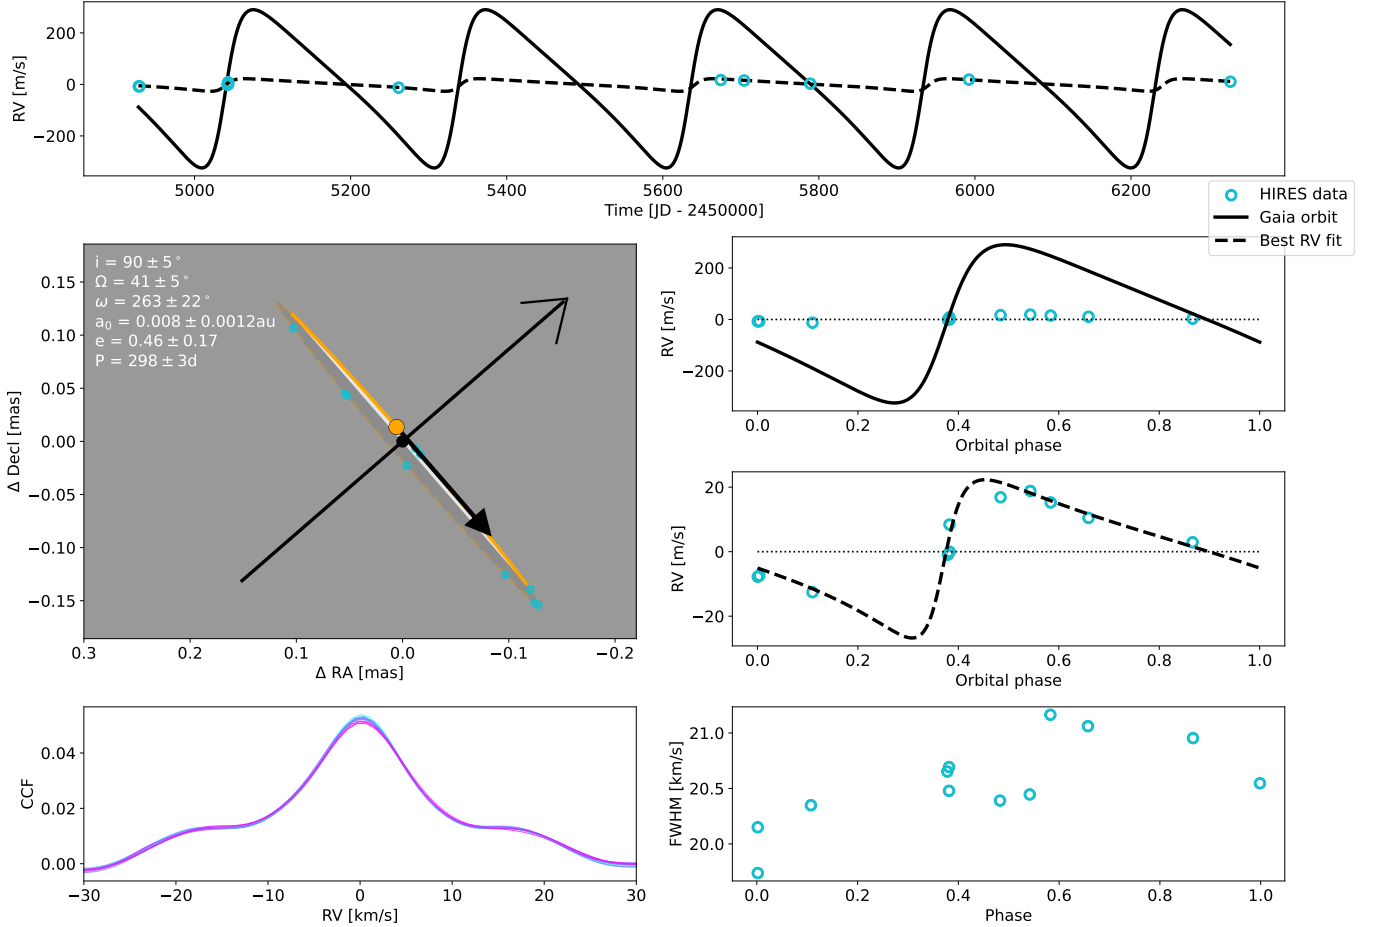 RV [m/s]
200
0
−200
5000 5200 5400 5600 5800 6000 6200
Time [JD - 2450000]
HIRES data
Gaia orbit
Best RV fit
i = 90 ± 5°
Ω = 41 ± 5°
ω = 263 ± 22°
a₀ = 0.008 ± 0.0012au
e = 0.46 ± 0.17
P = 298 ± 3d
Δ Decl [mas]
0.15
0.10
0.05
0.00
−0.05
−0.10
−0.15
0.3 0.2 0.1 0.0 −0.1 −0.2
Δ RA [mas]
RV [m/s]
200
0
−200
0.0 0.2 0.4 0.6 0.8 1.0
Orbital phase
RV [m/s]
20
0
−20
0.0 0.2 0.4 0.6 0.8 1.0
Orbital phase
CCF
0.04
0.02
0.00
−30 −20 −10 0 10 20 30
RV [km/s]
FWHM [km/s]
21.0
20.5
20.0
0.0 0.2 0.4 0.6 0.8 1.0
Phase